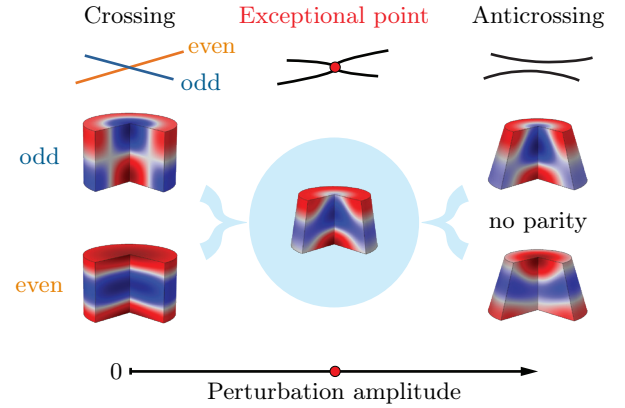 Crossing
Exceptional point
Anticrossing
even
odd
odd
no parity
even
0
Perturbation amplitude